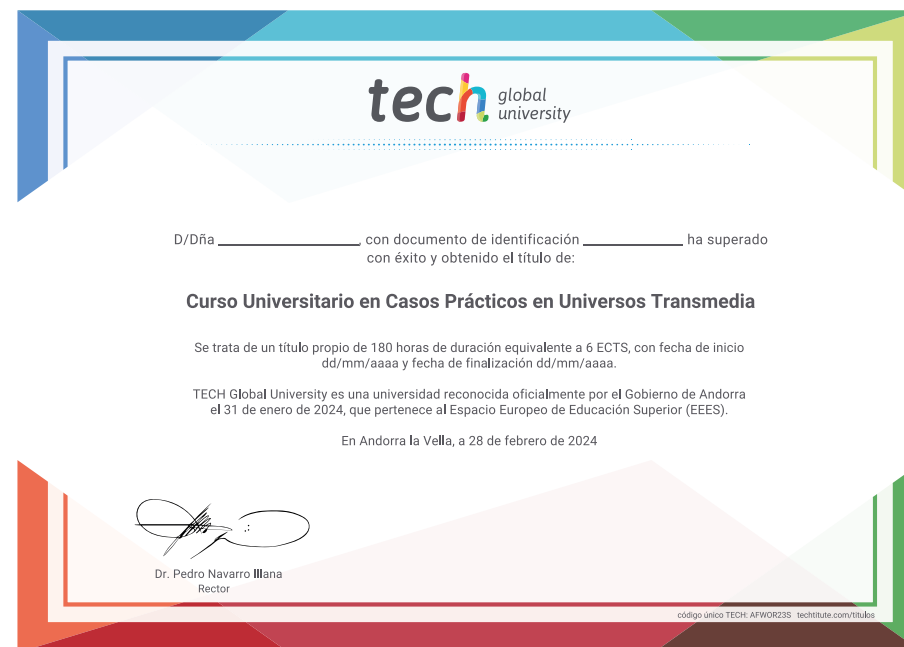 tech global university
D/Dña ____________________, con documento de identificación ______________ ha superado
con éxito y obtenido el título de:
Curso Universitario en Casos Prácticos en Universos Transmedia
Se trata de un título propio de 180 horas de duración equivalente a 6 ECTS, con fecha de inicio
dd/mm/aaaa y fecha de finalización dd/mm/aaaa.
TECH Global University es una universidad reconocida oficialmente por el Gobierno de Andorra
el 31 de enero de 2024, que pertenece al Espacio Europeo de Educación Superior (EEES).
En Andorra la Vella, a 28 de febrero de 2024
Dr. Pedro Navarro Illana
Rector
código único TECH: AFWOR23S techtitute.com/titulos